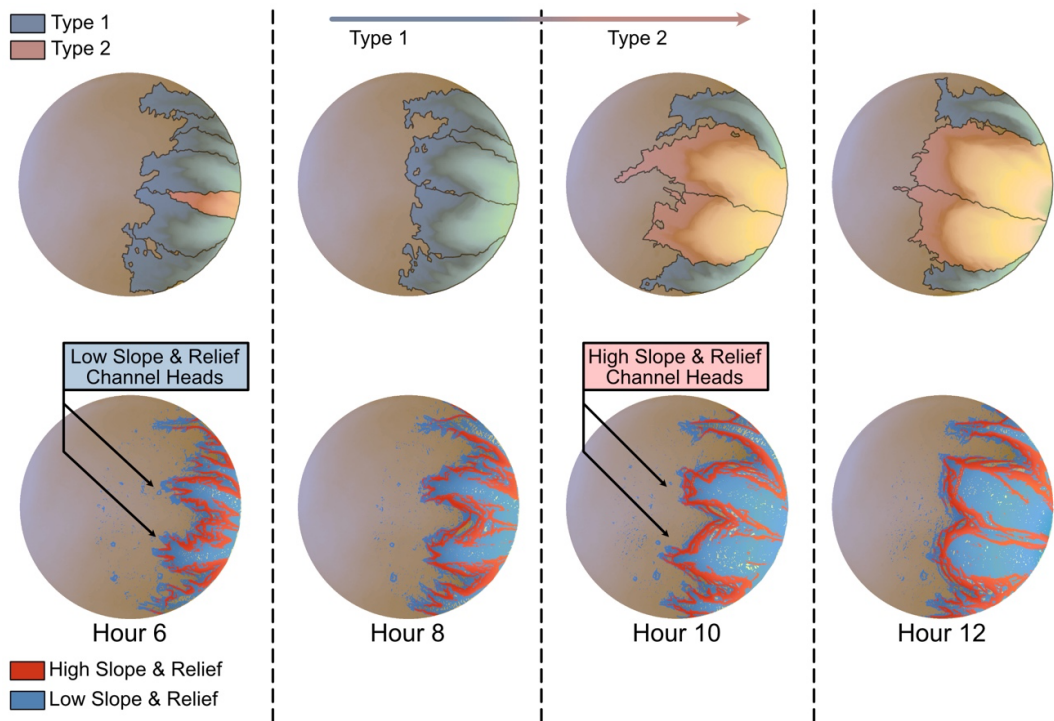 Type 1
Type 2
Type 1
Type 2
Low Slope & Relief
Channel Heads
High Slope & Relief
Channel Heads
Hour 6
Hour 8
Hour 10
Hour 12
High Slope & Relief
Low Slope & Relief